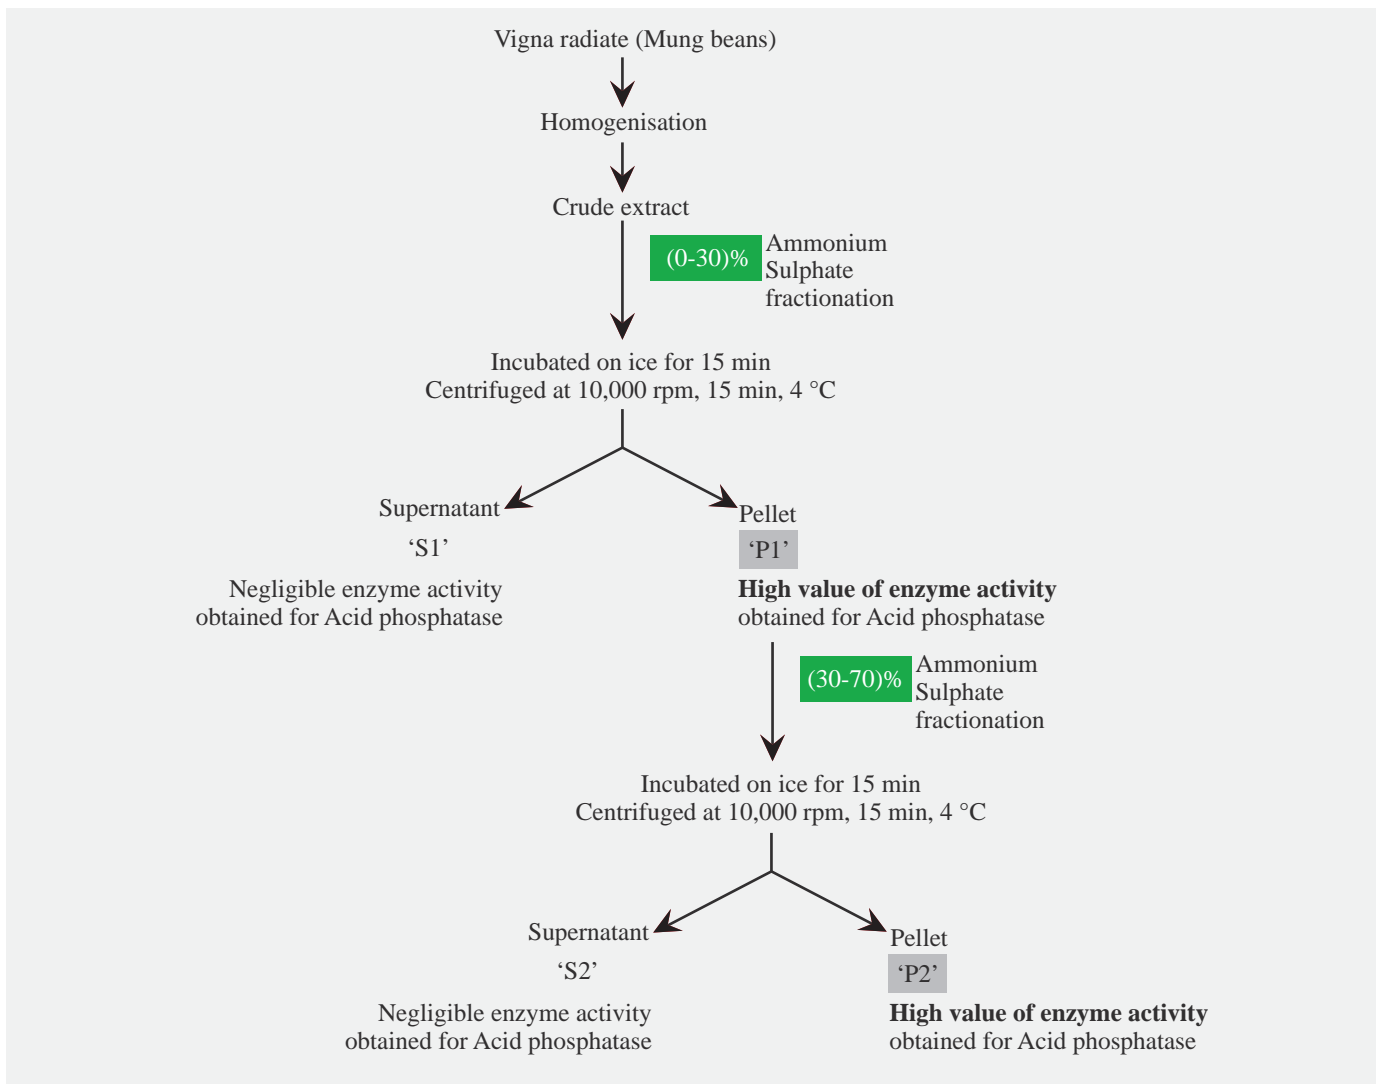 Vigna radiate (Mung beans)
Homogenisation
Crude extract
(0-30)%
Ammonium
Sulphate
fractionation
Incubated on ice for 15 min
Centrifuged at 10,000 rpm, 15 min, 4 °C
Supernatant
‘S1’
Negligible enzyme activity
obtained for Acid phosphatase
Pellet
‘P1’
High value of enzyme activity
obtained for Acid phosphatase
(30-70)%
Ammonium
Sulphate
fractionation
Incubated on ice for 15 min
Centrifuged at 10,000 rpm, 15 min, 4 °C
Supernatant
‘S2’
Negligible enzyme activity
obtained for Acid phosphatase
Pellet
‘P2’
High value of enzyme activity
obtained for Acid phosphatase